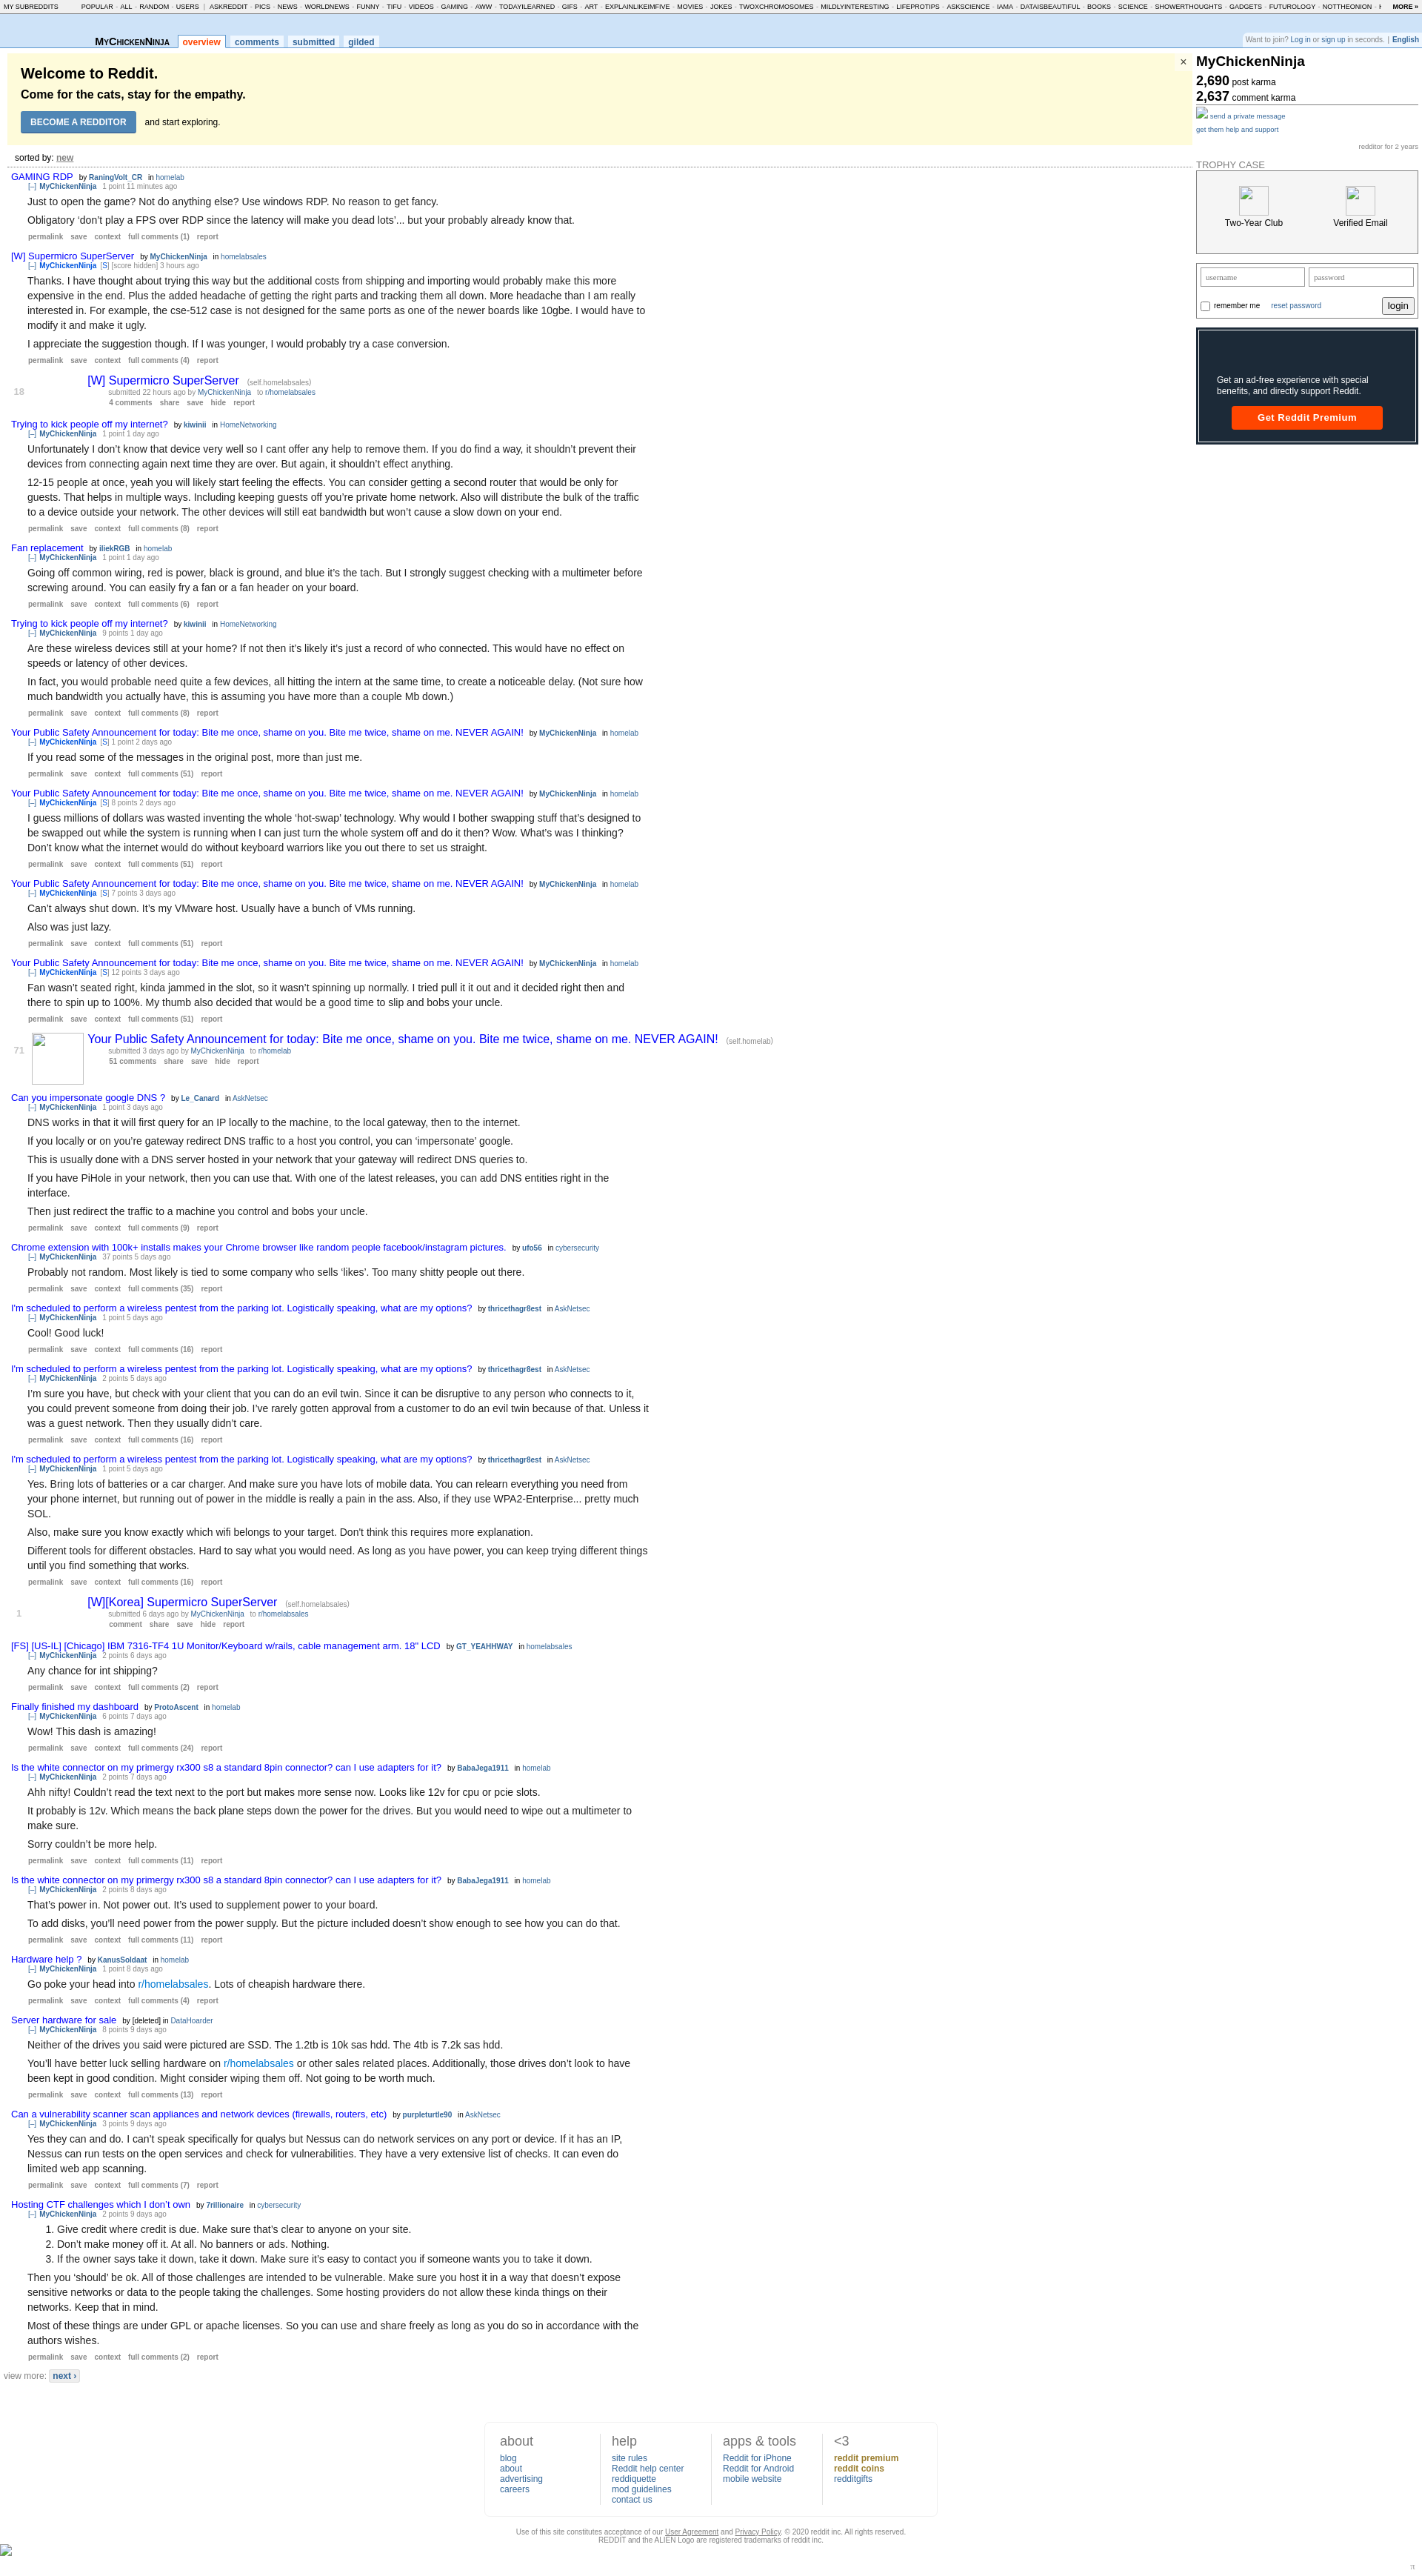 MY SUBREDDITS POPULAR - ALL - RANDOM - USERS | ASKREDDIT - PICS - NEWS - WORLDNEWS - FUNNY - TIFU - VIDEOS - GAMING - AWW - TODAYILEARNED - GIFS - ART - EXPLAINLIKEIMFIVE - MOVIES - JOKES - TWOXCHROMOSOMES - MILDLYINTERESTING - LIFEPROTIPS - ASKSCIENCE - IAMA - DATAISBEAUTIFUL - BOOKS - SCIENCE - SHOWERTHOUGHTS - GADGETS - FUTUROLOGY - NOTTHEONION - MORE »
MyChickenNinja overview comments submitted gilded
Want to join? Log in or sign up in seconds. | English
Welcome to Reddit.
×
Come for the cats, stay for the empathy.
BECOME A REDDITOR and start exploring.
MyChickenNinja
2,690 post karma
2,637 comment karma
send a private message
get them help and support
redditor for 2 years
TROPHY CASE
Two-Year Club
Verified Email
username password
remember me reset password login
Get an ad-free experience with special
benefits, and directly support Reddit.
Get Reddit Premium
sorted by: new
GAMING RDP by RaningVolt_CR in homelab
[–] MyChickenNinja 1 point 11 minutes ago
Just to open the game? Not do anything else? Use windows RDP. No reason to get fancy.
Obligatory ‘don’t play a FPS over RDP since the latency will make you dead lots’... but your probably already know that.
permalink save context full comments (1) report
[W] Supermicro SuperServer by MyChickenNinja in homelabsales
[–] MyChickenNinja [S] [score hidden] 3 hours ago
Thanks. I have thought about trying this way but the additional costs from shipping and importing would probably make this more
expensive in the end. Plus the added headache of getting the right parts and tracking them all down. More headache than I am really
interested in. For example, the cse-512 case is not designed for the same ports as one of the newer boards like 10gbe. I would have to
modify it and make it ugly.
I appreciate the suggestion though. If I was younger, I would probably try a case conversion.
permalink save context full comments (4) report
18
[W] Supermicro SuperServer (self.homelabsales)
submitted 22 hours ago by MyChickenNinja to r/homelabsales
4 comments share save hide report
Trying to kick people off my internet? by kiwinii in HomeNetworking
[–] MyChickenNinja 1 point 1 day ago
Unfortunately I don’t know that device very well so I cant offer any help to remove them. If you do find a way, it shouldn’t prevent their
devices from connecting again next time they are over. But again, it shouldn’t effect anything.
12-15 people at once, yeah you will likely start feeling the effects. You can consider getting a second router that would be only for
guests. That helps in multiple ways. Including keeping guests off you’re private home network. Also will distribute the bulk of the traffic
to a device outside your network. The other devices will still eat bandwidth but won’t cause a slow down on your end.
permalink save context full comments (8) report
Fan replacement by iliekRGB in homelab
[–] MyChickenNinja 1 point 1 day ago
Going off common wiring, red is power, black is ground, and blue it’s the tach. But I strongly suggest checking with a multimeter before
screwing around. You can easily fry a fan or a fan header on your board.
permalink save context full comments (6) report
Trying to kick people off my internet? by kiwinii in HomeNetworking
[–] MyChickenNinja 9 points 1 day ago
Are these wireless devices still at your home? If not then it’s likely it’s just a record of who connected. This would have no effect on
speeds or latency of other devices.
In fact, you would probable need quite a few devices, all hitting the intern at the same time, to create a noticeable delay. (Not sure how
much bandwidth you actually have, this is assuming you have more than a couple Mb down.)
permalink save context full comments (8) report
Your Public Safety Announcement for today: Bite me once, shame on you. Bite me twice, shame on me. NEVER AGAIN! by MyChickenNinja in homelab
[–] MyChickenNinja [S] 1 point 2 days ago
If you read some of the messages in the original post, more than just me.
permalink save context full comments (51) report
Your Public Safety Announcement for today: Bite me once, shame on you. Bite me twice, shame on me. NEVER AGAIN! by MyChickenNinja in homelab
[–] MyChickenNinja [S] 8 points 2 days ago
I guess millions of dollars was wasted inventing the whole ‘hot-swap’ technology. Why would I bother swapping stuff that’s designed to
be swapped out while the system is running when I can just turn the whole system off and do it then? Wow. What’s was I thinking?
Don’t know what the internet would do without keyboard warriors like you out there to set us straight.
permalink save context full comments (51) report
Your Public Safety Announcement for today: Bite me once, shame on you. Bite me twice, shame on me. NEVER AGAIN! by MyChickenNinja in homelab
[–] MyChickenNinja [S] 7 points 3 days ago
Can’t always shut down. It’s my VMware host. Usually have a bunch of VMs running.
Also was just lazy.
permalink save context full comments (51) report
Your Public Safety Announcement for today: Bite me once, shame on you. Bite me twice, shame on me. NEVER AGAIN! by MyChickenNinja in homelab
[–] MyChickenNinja [S] 12 points 3 days ago
Fan wasn’t seated right, kinda jammed in the slot, so it wasn’t spinning up normally. I tried pull it it out and it decided right then and
there to spin up to 100%. My thumb also decided that would be a good time to slip and bobs your uncle.
permalink save context full comments (51) report
71
Your Public Safety Announcement for today: Bite me once, shame on you. Bite me twice, shame on me. NEVER AGAIN! (self.homelab)
submitted 3 days ago by MyChickenNinja to r/homelab
51 comments share save hide report
Can you impersonate google DNS ? by Le_Canard in AskNetsec
[–] MyChickenNinja 1 point 3 days ago
DNS works in that it will first query for an IP locally to the machine, to the local gateway, then to the internet.
If you locally or on you’re gateway redirect DNS traffic to a host you control, you can ‘impersonate’ google.
This is usually done with a DNS server hosted in your network that your gateway will redirect DNS queries to.
If you have PiHole in your network, then you can use that. With one of the latest releases, you can add DNS entities right in the
interface.
Then just redirect the traffic to a machine you control and bobs your uncle.
permalink save context full comments (9) report
Chrome extension with 100k+ installs makes your Chrome browser like random people facebook/instagram pictures. by ufo56 in cybersecurity
[–] MyChickenNinja 37 points 5 days ago
Probably not random. Most likely is tied to some company who sells ‘likes’. Too many shitty people out there.
permalink save context full comments (35) report
I'm scheduled to perform a wireless pentest from the parking lot. Logistically speaking, what are my options? by thricethagr8est in AskNetsec
[–] MyChickenNinja 1 point 5 days ago
Cool! Good luck!
permalink save context full comments (16) report
I'm scheduled to perform a wireless pentest from the parking lot. Logistically speaking, what are my options? by thricethagr8est in AskNetsec
[–] MyChickenNinja 2 points 5 days ago
I’m sure you have, but check with your client that you can do an evil twin. Since it can be disruptive to any person who connects to it,
you could prevent someone from doing their job. I’ve rarely gotten approval from a customer to do an evil twin because of that. Unless it
was a guest network. Then they usually didn’t care.
permalink save context full comments (16) report
I'm scheduled to perform a wireless pentest from the parking lot. Logistically speaking, what are my options? by thricethagr8est in AskNetsec
[–] MyChickenNinja 1 point 5 days ago
Yes. Bring lots of batteries or a car charger. And make sure you have lots of mobile data. You can relearn everything you need from
your phone internet, but running out of power in the middle is really a pain in the ass. Also, if they use WPA2-Enterprise... pretty much
SOL.
Also, make sure you know exactly which wifi belongs to your target. Don't think this requires more explanation.
Different tools for different obstacles. Hard to say what you would need. As long as you have power, you can keep trying different things
until you find something that works.
permalink save context full comments (16) report
1
[W][Korea] Supermicro SuperServer (self.homelabsales)
submitted 6 days ago by MyChickenNinja to r/homelabsales
comment share save hide report
[FS] [US-IL] [Chicago] IBM 7316-TF4 1U Monitor/Keyboard w/rails, cable management arm. 18" LCD by GT_YEAHHWAY in homelabsales
[–] MyChickenNinja 2 points 6 days ago
Any chance for int shipping?
permalink save context full comments (2) report
Finally finished my dashboard by ProtoAscent in homelab
[–] MyChickenNinja 6 points 7 days ago
Wow! This dash is amazing!
permalink save context full comments (24) report
Is the white connector on my primergy rx300 s8 a standard 8pin connector? can I use adapters for it? by BabaJega1911 in homelab
[–] MyChickenNinja 2 points 7 days ago
Ahh nifty! Couldn’t read the text next to the port but makes more sense now. Looks like 12v for cpu or pcie slots.
It probably is 12v. Which means the back plane steps down the power for the drives. But you would need to wipe out a multimeter to
make sure.
Sorry couldn’t be more help.
permalink save context full comments (11) report
Is the white connector on my primergy rx300 s8 a standard 8pin connector? can I use adapters for it? by BabaJega1911 in homelab
[–] MyChickenNinja 2 points 8 days ago
That’s power in. Not power out. It’s used to supplement power to your board.
To add disks, you’ll need power from the power supply. But the picture included doesn’t show enough to see how you can do that.
permalink save context full comments (11) report
Hardware help ? by KanusSoldaat in homelab
[–] MyChickenNinja 1 point 8 days ago
Go poke your head into r/homelabsales. Lots of cheapish hardware there.
permalink save context full comments (4) report
Server hardware for sale by [deleted] in DataHoarder
[–] MyChickenNinja 8 points 9 days ago
Neither of the drives you said were pictured are SSD. The 1.2tb is 10k sas hdd. The 4tb is 7.2k sas hdd.
You’ll have better luck selling hardware on r/homelabsales or other sales related places. Additionally, those drives don’t look to have
been kept in good condition. Might consider wiping them off. Not going to be worth much.
permalink save context full comments (13) report
Can a vulnerability scanner scan appliances and network devices (firewalls, routers, etc) by purpleturtle90 in AskNetsec
[–] MyChickenNinja 3 points 9 days ago
Yes they can and do. I can’t speak specifically for qualys but Nessus can do network services on any port or device. If it has an IP,
Nessus can run tests on the open services and check for vulnerabilities. They have a very extensive list of checks. It can even do
limited web app scanning.
permalink save context full comments (7) report
Hosting CTF challenges which I don’t own by 7rillionaire in cybersecurity
[–] MyChickenNinja 2 points 9 days ago
1. Give credit where credit is due. Make sure that’s clear to anyone on your site.
2. Don’t make money off it. At all. No banners or ads. Nothing.
3. If the owner says take it down, take it down. Make sure it’s easy to contact you if someone wants you to take it down.
Then you ‘should’ be ok. All of those challenges are intended to be vulnerable. Make sure you host it in a way that doesn’t expose
sensitive networks or data to the people taking the challenges. Some hosting providers do not allow these kinda things on their
networks. Keep that in mind.
Most of these things are under GPL or apache licenses. So you can use and share freely as long as you do so in accordance with the
authors wishes.
permalink save context full comments (2) report
view more: next ›
about
blog
about
advertising
careers
help
site rules
Reddit help center
reddiquette
mod guidelines
contact us
apps & tools
Reddit for iPhone
Reddit for Android
mobile website
<3
reddit premium
reddit coins
redditgifts
Use of this site constitutes acceptance of our User Agreement and Privacy Policy. © 2020 reddit inc. All rights reserved.
REDDIT and the ALIEN Logo are registered trademarks of reddit inc.
π